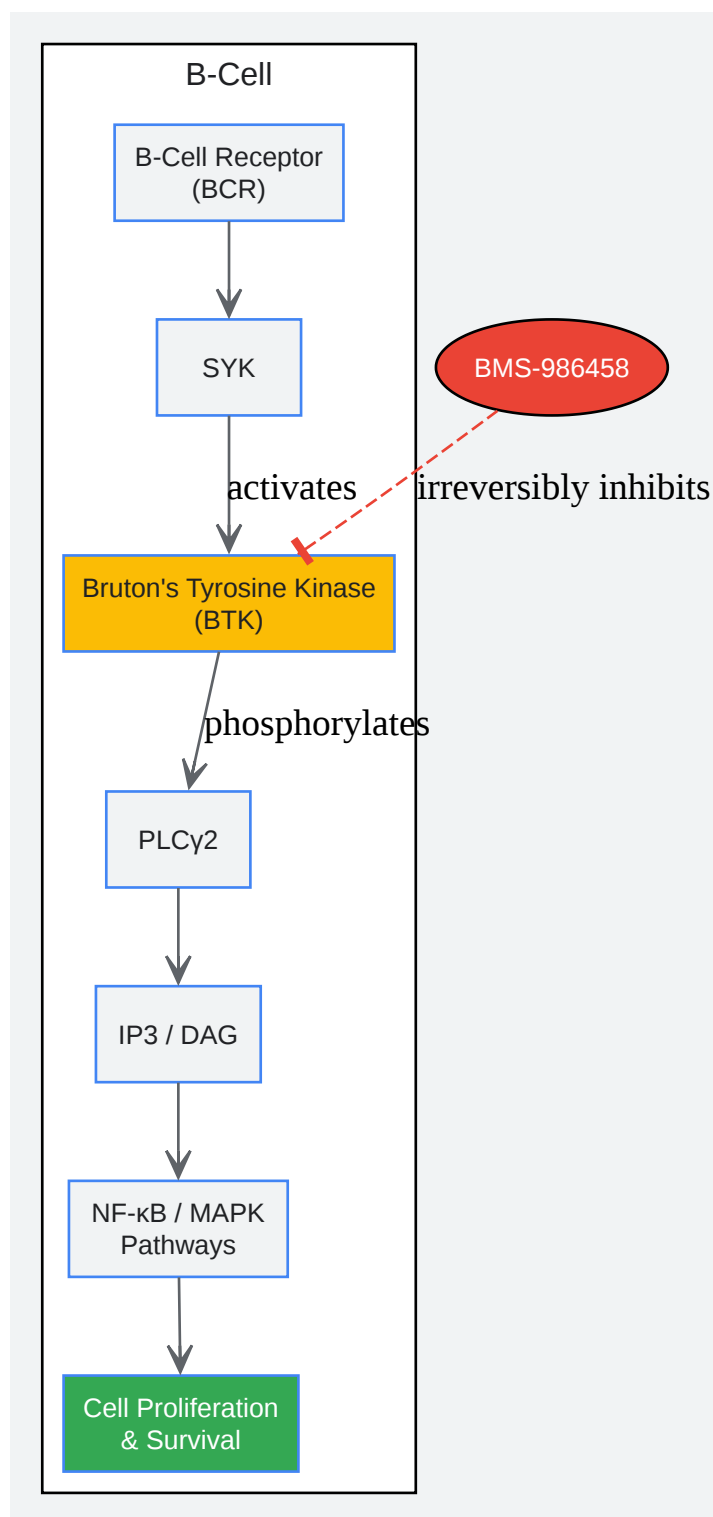 B-Cell
B-Cell Receptor
(BCR)
SYK
BMS-986458
activates
irreversibly inhibits
Bruton's Tyrosine Kinase
(BTK)
phosphorylates
PLCγ2
IP3 / DAG
NF-κB / MAPK
Pathways
Cell Proliferation
& Survival